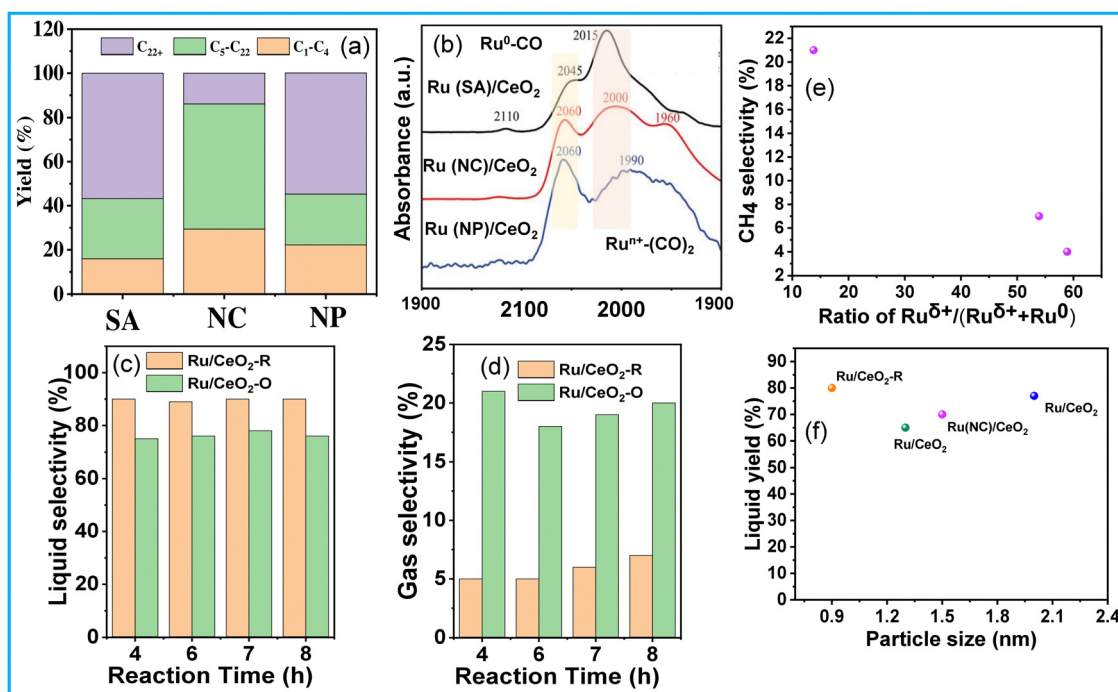 (a)
C₂₂₊ C₅-C₂₂ C₁-C₄
Yield (%)
120
100
80
60
40
20
0
SA NC NP
(b)
Absorbance (a.u.)
Ru⁰-CO
2015
2045
Ru (SA)/CeO₂
2110
2060 2000 1960
Ru (NC)/CeO₂
2060 1990
Ru (NP)/CeO₂
Ruⁿ⁺-(CO)₂
1900 2100 2000 1900
(e)
CH4 selectivity (%)
22
20
18
16
14
12
10
8
6
4
2
10 20 30 40 50 60
Ratio of Ruᵟ⁺/(Ruᵟ⁺+Ru⁰)
(c)
Ru/CeO₂-R
Ru/CeO₂-O
Liquid selectivity (%)
100
80
60
40
20
0
4 6 7 8
Reaction Time (h)
(d)
Ru/CeO₂-R
Ru/CeO₂-O
Gas selectivity (%)
25
20
15
10
5
0
4 6 7 8
Reaction Time (h)
(f)
Liquid yield (%)
90
80
70
60
50
40
30
20
10
0
Ru/CeO₂-R
Ru/CeO₂
Ru(NC)/CeO₂
Ru/CeO₂
0.9 1.2 1.5 1.8 2.1 2.4
Particle size (nm)